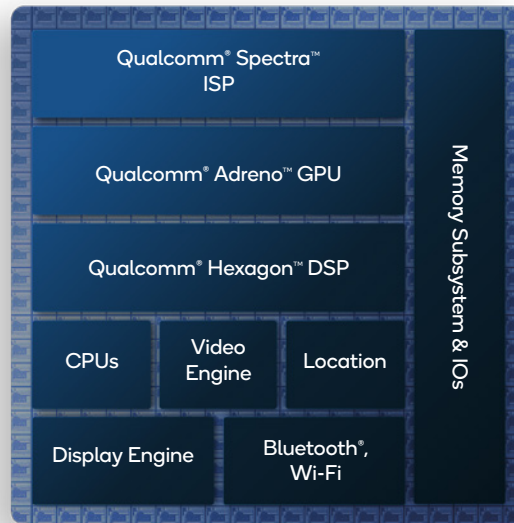 Qualcomm® Spectra™
ISP
Qualcomm® Adreno™ GPU
Qualcomm® Hexagon™ DSP
CPUs
Video
Engine
Location
Display Engine
Bluetooth®,
Wi-Fi
Memory Subsystem & IOs